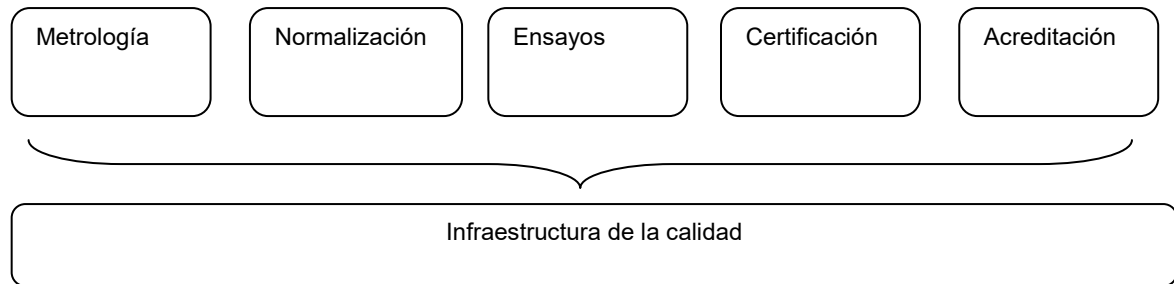 Metrología
Normalización
Ensayos
Certificación
Acreditación
Infraestructura de la calidad